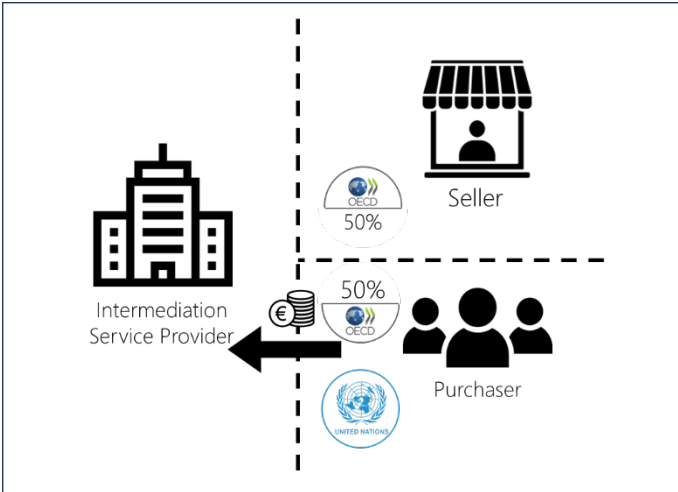 Seller
OECD
50%
Intermediation
Service Provider
€
50%
OECD
Purchaser
UNITED NATIONS